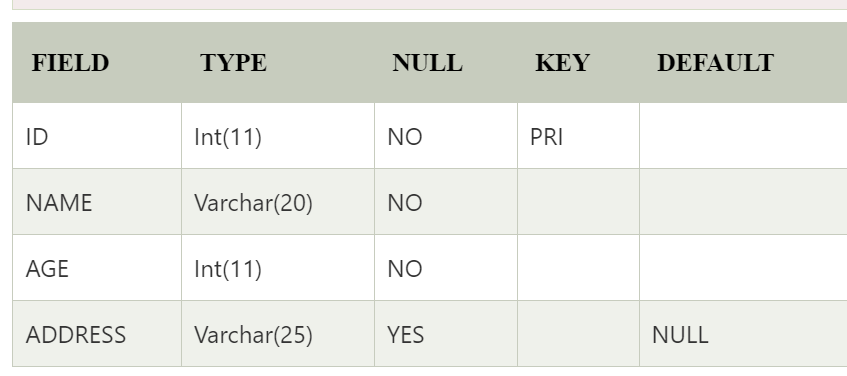 FIELD TYPE NULL KEY DEFAULT
ID Int(11) NO PRI
NAME Varchar(20) NO
AGE Int(11) NO
ADDRESS Varchar(25) YES NULL